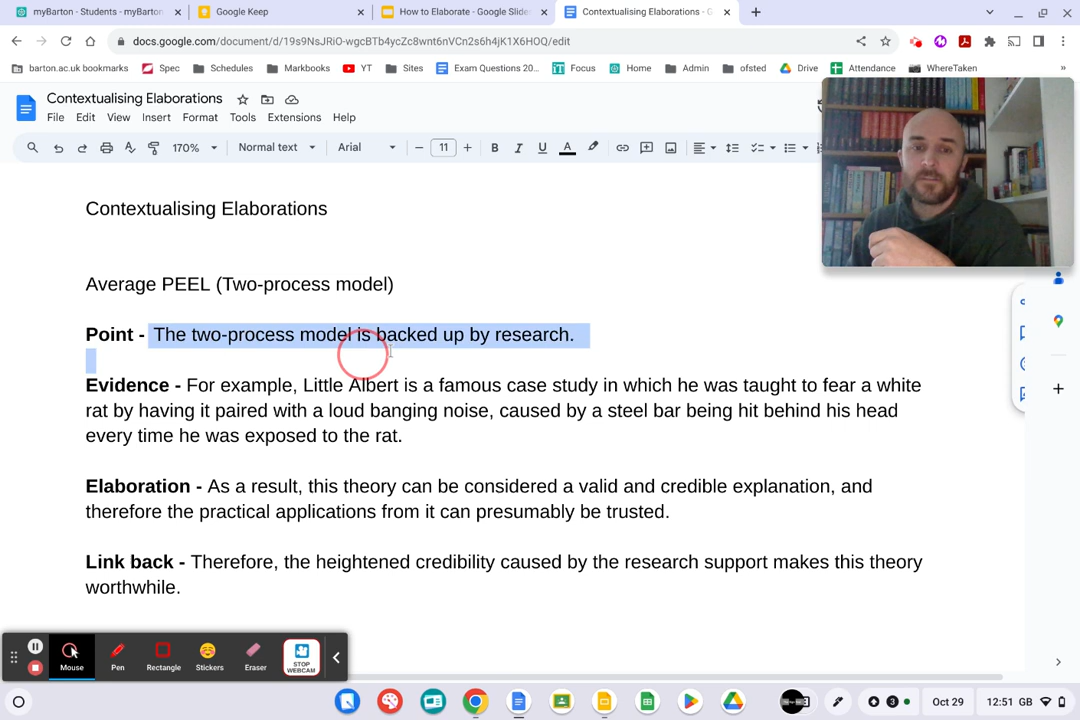 myBarton - Students - myBarton
Google Keep
How to Elaborate - Google Slide
Contextualising Elaborations - G
docs.google.com/document/d/19s9NsJRiO-wgcBTb4ycZc8wnt6nVCn2s6h4jK1X6HOQ/edit
barton.ac.uk bookmarks Spec Schedules Markbooks YT Sites Exam Questions 20... Focus Home Admin ofsted Drive Attendance WhereTaken »
Contextualising Elaborations
File Edit View Insert Format Tools Extensions Help
170% Normal text Arial − 11 + B I U A
Contextualising Elaborations
Average PEEL (Two-process model)
Point - The two-process model is backed up by research.
Evidence - For example, Little Albert is a famous case study in which he was taught to fear a white
rat by having it paired with a loud banging noise, caused by a steel bar being hit behind his head
every time he was exposed to the rat.
Elaboration - As a result, this theory can be considered a valid and credible explanation, and
therefore the practical applications from it can presumably be trusted.
Link back - Therefore, the heightened credibility caused by the research support makes this theory
worthwhile.
Mouse Pen Rectangle Stickers Eraser STOP
WEBCAM
3 Oct 29 12:51 GB